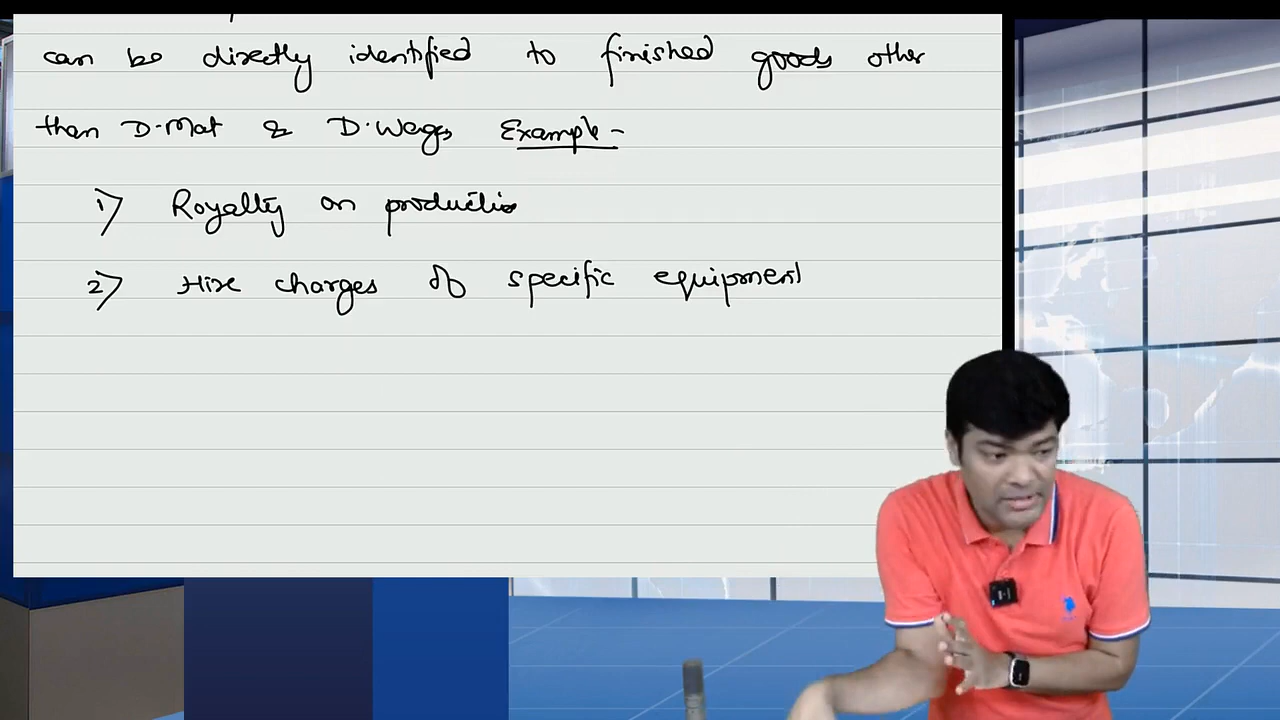 can be directly identified to finished goods other
than D.Mat & D.Wages Example -
1) Royalty on production
2) Hire charges of specific equipment